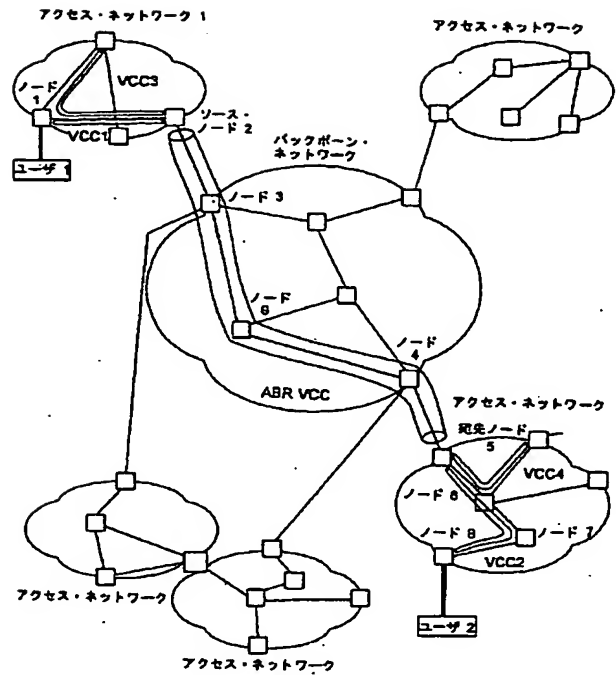 アクセス・ネットワーク 1
アクセス・ネットワーク
ノード
1
VCC3
VCC1
ソース・
ノード 2
ユーザ 1
バックボーン・
ネットワーク
ノード 3
ノード
6
ノード
4
ABR VCC
アクセス・ネットワーク
宛先ノード
5
VCC4
ノード 6
ノード 8
ノード 7
VCC2
ユーザ 2
アクセス・ネットワーク
アクセス・ネットワーク